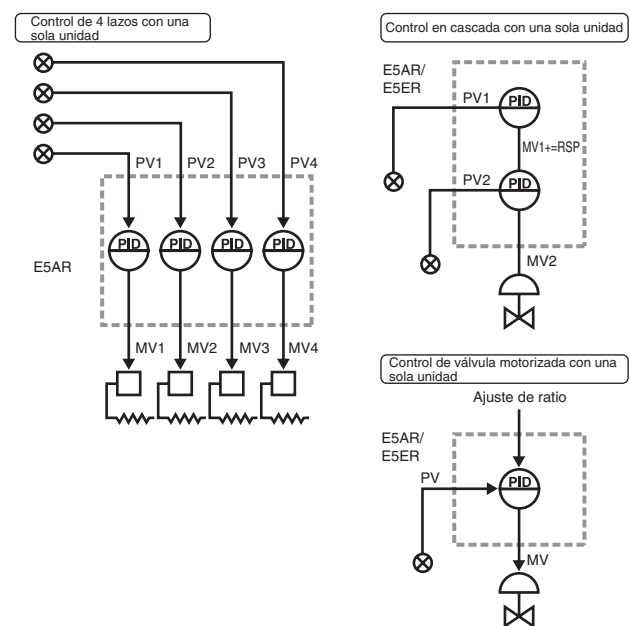 Control de 4 lazos con una
sola unidad
PV1 PV2 PV3 PV4
PID PID PID PID
E5AR
MV1 MV2 MV3 MV4
Control en cascada con una sola unidad
E5AR/
E5ER
PV1
PID
MV1+=RSP
PV2
PID
MV2
Control de válvula motorizada con una
sola unidad
Ajuste de ratio
E5AR/
E5ER
PV
PID
MV